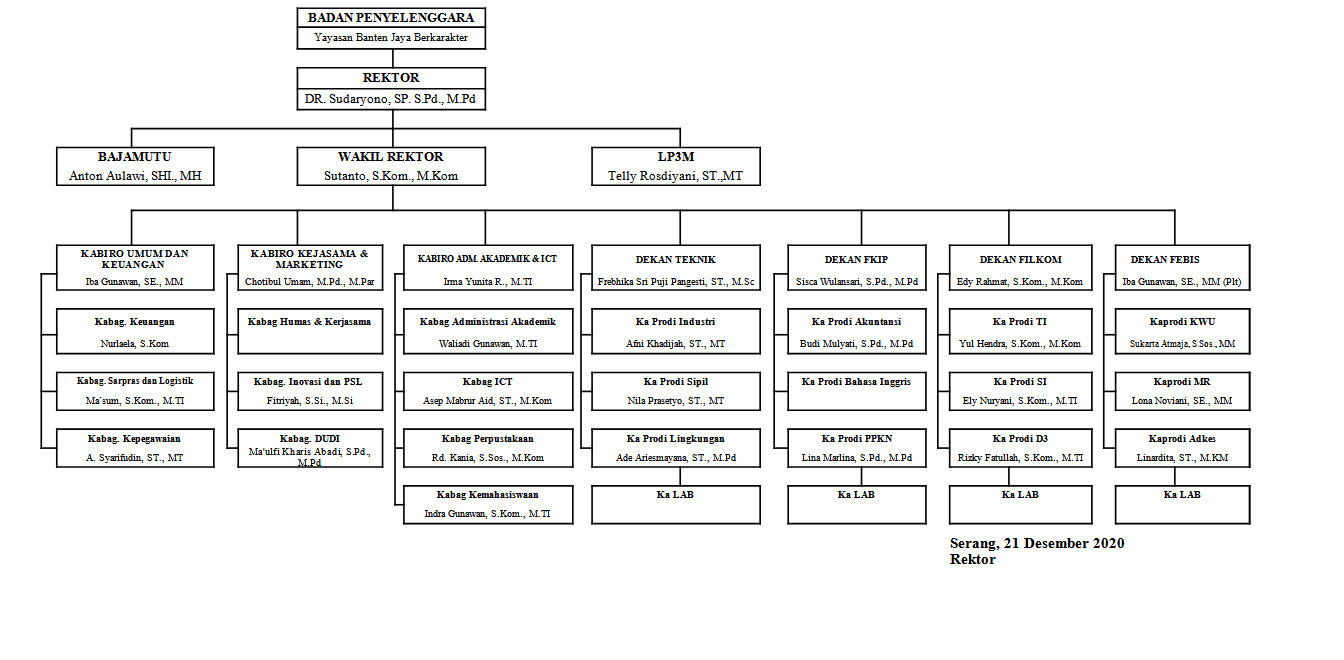 BADAN PENYELENGGARA
Yayasan Banten Jaya Berkarakter
REKTOR
DR. Sudaryono, SP. S.Pd., M.Pd
BAJAMUTU
Anton Aulawi, SHI., MH
WAKIL REKTOR
Sutanto, S.Kom., M.Kom
LP3M
Telly Rosdiyani, ST.,MT
KABIRO UMUM DAN
KEUANGAN
Iba Gunawan, SE., MM
Kabag. Keuangan
Nurlaela, S.Kom
Kabag. Sarpras dan Logistik
Ma'sum, S.Kom., M.TI
Kabag. Kepegawaian
A. Syarifudin, ST., MT
KABIRO KEJASAMA &
MARKETING
Chotibul Umam, M.Pd., M.Par
Kabag Humas & Kerjasama
Kabag. Inovasi dan PSL
Fitriyah, S.Si., M.Si
Kabag. DUDI
Ma'ulfi Kharis Abadi, S.Pd.,
M.Pd
KABIRO ADM. AKADEMIK & ICT
Irma Yunita R., M.TI
Kabag Administrasi Akademik
Waliadi Gunawan, M.TI
Kabag ICT
Asep Mabrur Aid, ST., M.Kom
Kabag Perpustakaan
Rd. Kania, S.Sos., M.Kom
Kabag Kemahasiswaan
Indra Gunawan, S.Kom., M.TI
DEKAN TEKNIK
Frebhika Sri Puji Pangesti, ST., M.Sc
Ka Prodi Industri
Afni Khadijah, ST., MT
Ka Prodi Sipil
Nila Prasetyo, ST., MT
Ka Prodi Lingkungan
Ade Ariesmayana, ST., M.Pd
Ka LAB
DEKAN FKIP
Sisca Wulansari, S.Pd., M.Pd
Ka Prodi Akuntansi
Budi Mulyati, S.Pd., M.Pd
Ka Prodi Bahasa Inggris
Ka Prodi PPKN
Lina Marlina, S.Pd., M.Pd
Ka LAB
DEKAN FILKOM
Edy Rahmat, S.Kom., M.Kom
Ka Prodi TI
Yul Hendra, S.Kom., M.Kom
Ka Prodi SI
Ely Nuryani, S.Kom., M.TI
Ka Prodi D3
Rizky Fatullah, S.Kom., M.TI
Ka LAB
DEKAN FEBIS
Iba Gunawan, SE., MM (Plt)
Kaprodi KWU
Sukarta Atmaja, S.Sos., MM
Kaprodi MR
Lona Noviani, SE., MM
Kaprodi Adkes
Linardita, ST., M.KM
Ka LAB
Serang, 21 Desember 2020
Rektor